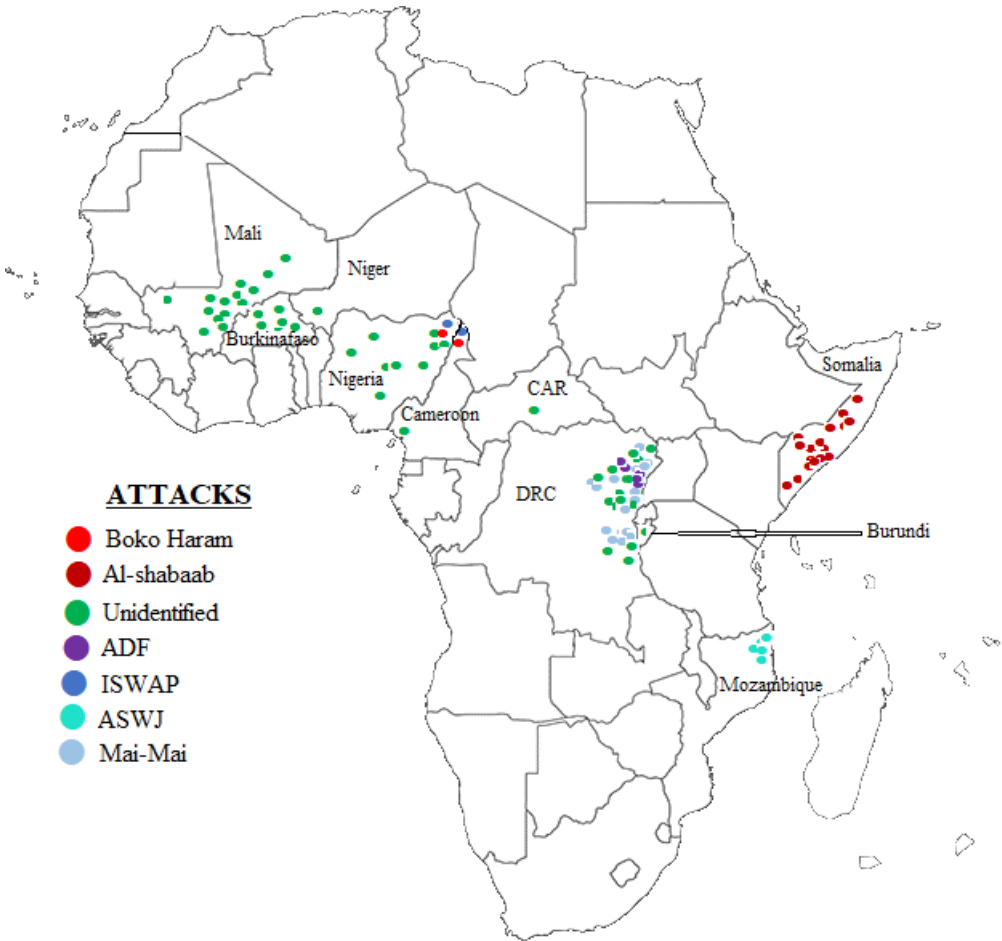 Mali
Niger
Burkinafaso
Nigeria
Cameroon
CAR
Somalia
DRC
Burundi
Mozambique
ATTACKS
Boko Haram
Al-shabaab
Unidentified
ADF
ISWAP
ASWJ
Mai-Mai